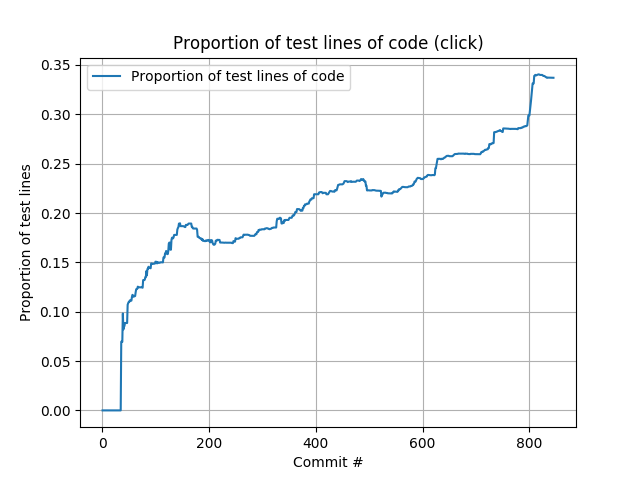 Proportion of test lines of code (click)
Proportion of test lines of code
Proportion of test lines
0.35
0.30
0.25
0.20
0.15
0.10
0.05
0.00
0 200 400 600 800
Commit #